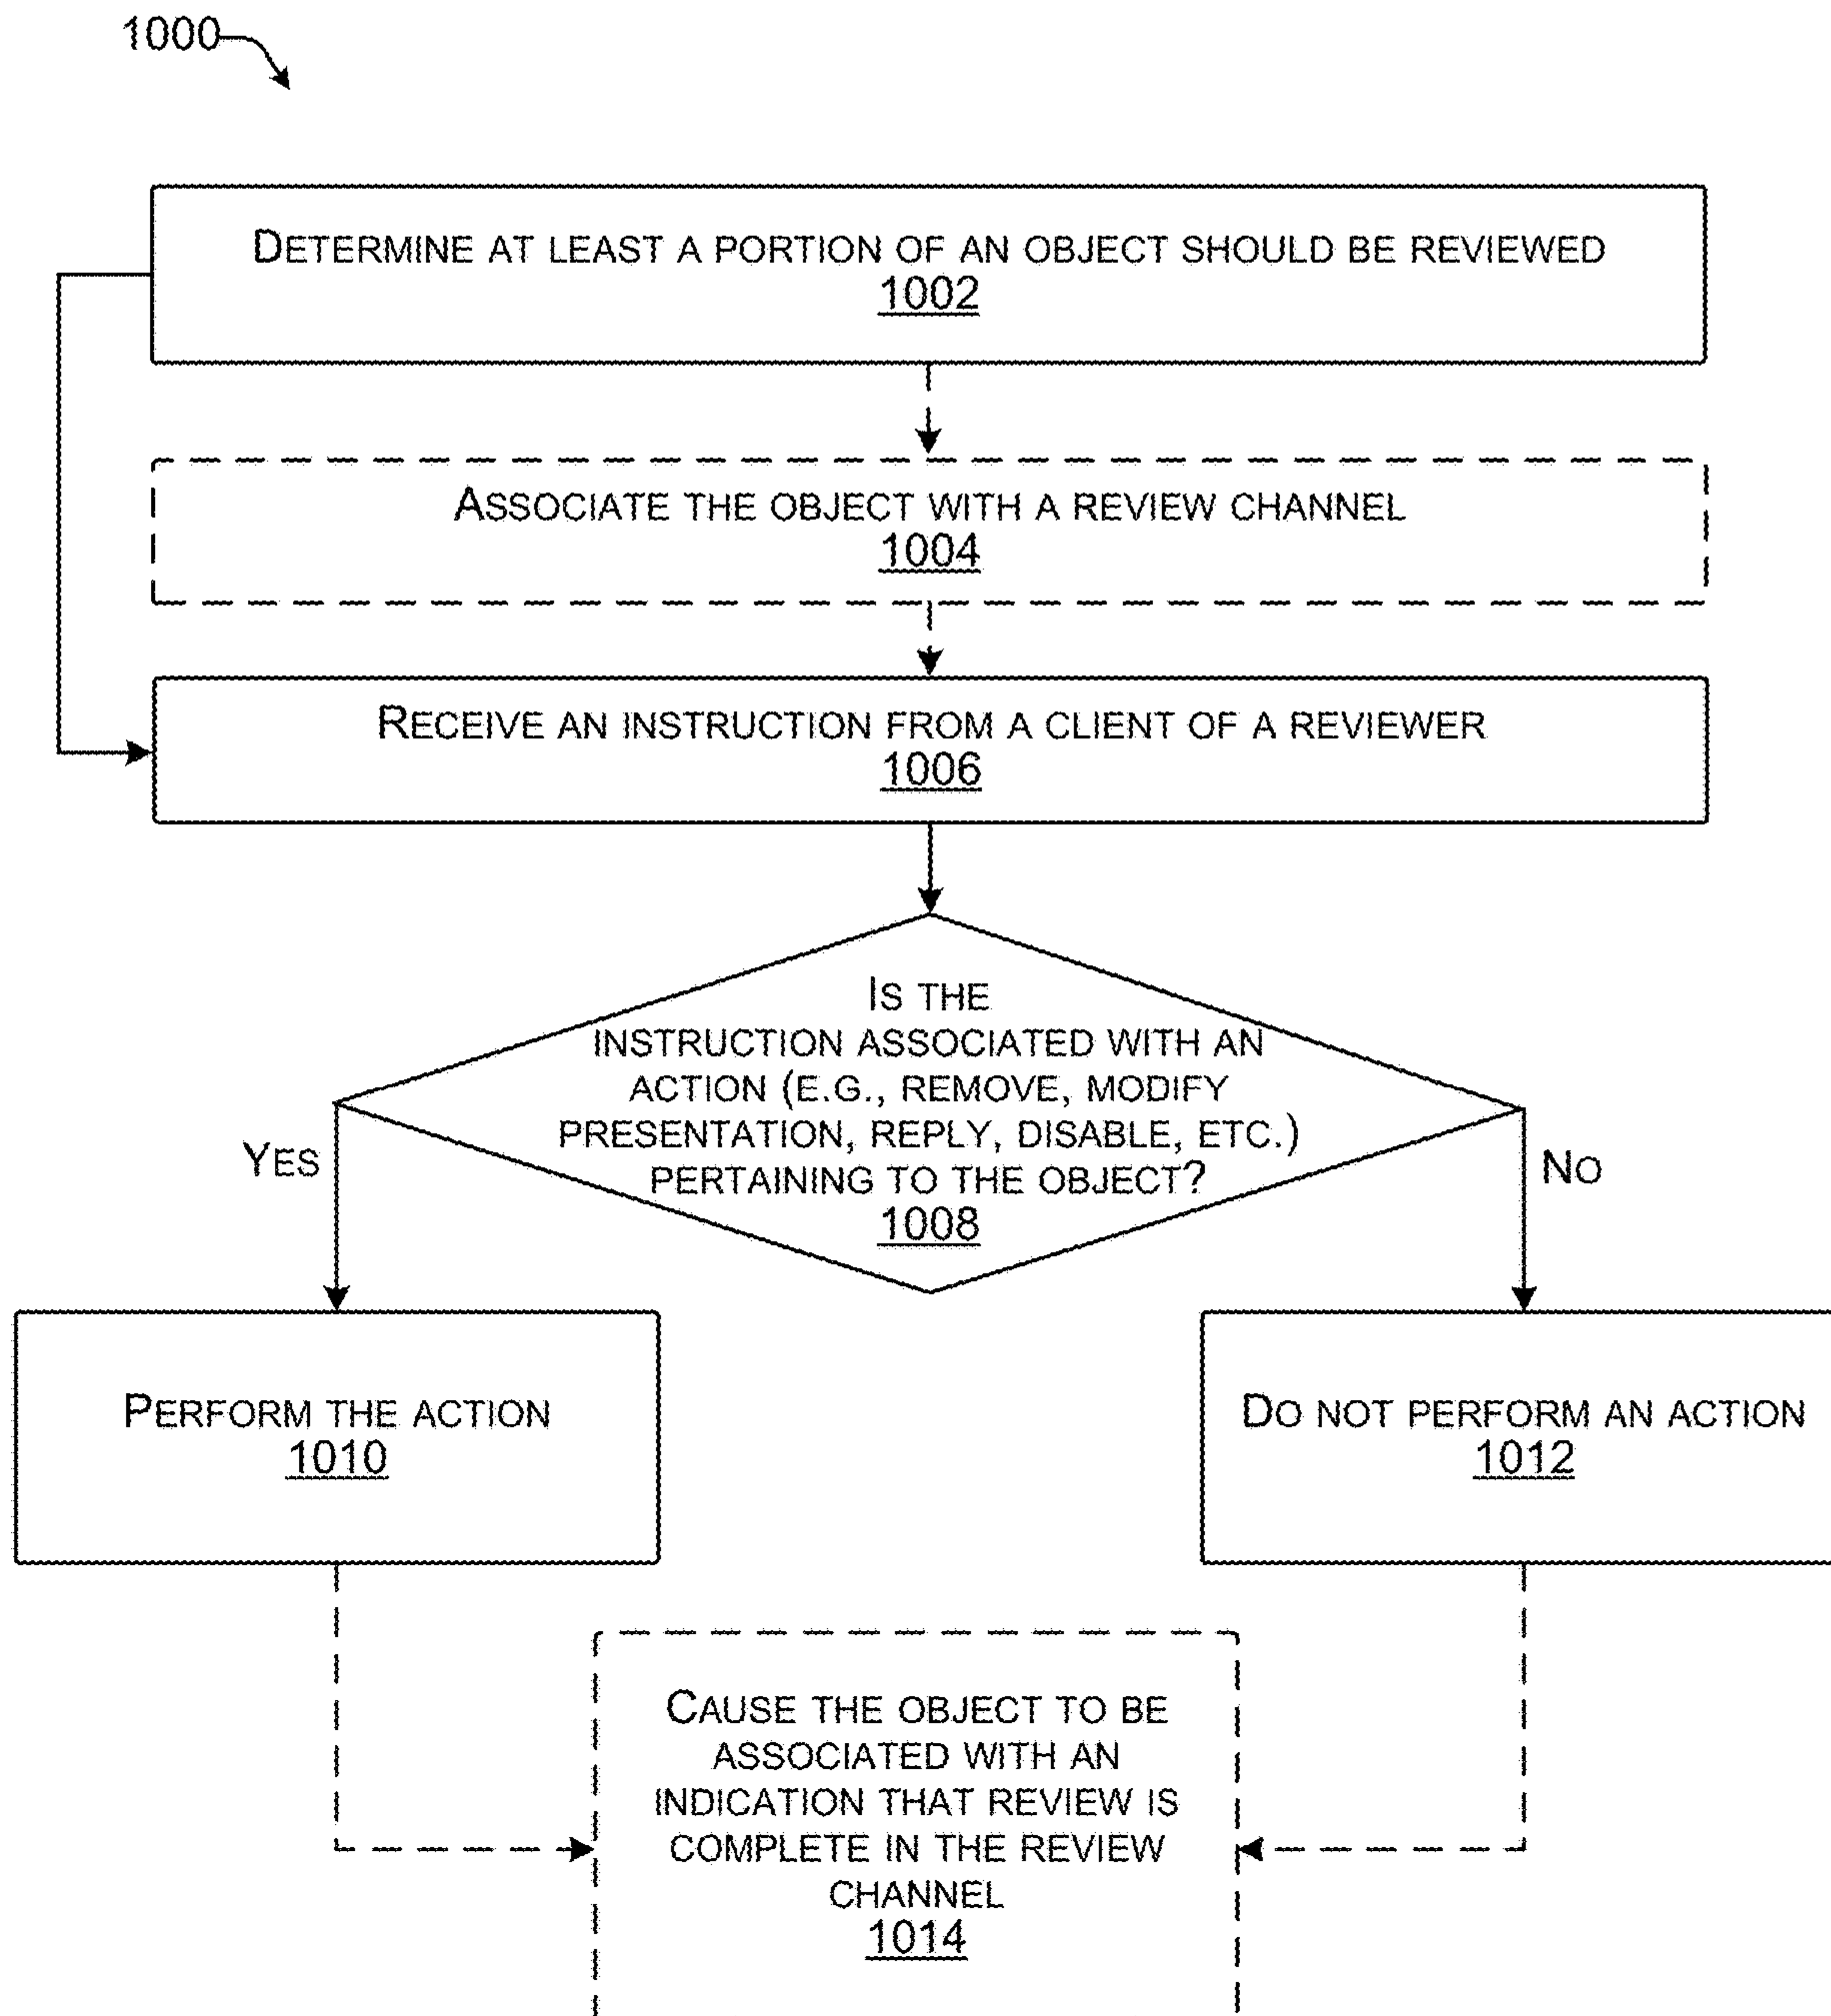 1000
DETERMINE AT LEAST A PORTION OF AN OBJECT SHOULD BE REVIEWED
1002
ASSOCIATE THE OBJECT WITH A REVIEW CHANNEL
1004
RECEIVE AN INSTRUCTION FROM A CLIENT OF A REVIEWER
1006
IS THE
INSTRUCTION ASSOCIATED WITH AN
ACTION (E.G., REMOVE, MODIFY
PRESENTATION, REPLY, DISABLE, ETC.)
PERTAINING TO THE OBJECT?
1008
YES
NO
PERFORM THE ACTION
1010
DO NOT PERFORM AN ACTION
1012
CAUSE THE OBJECT TO BE
ASSOCIATED WITH AN
INDICATION THAT REVIEW IS
COMPLETE IN THE REVIEW
CHANNEL
1014